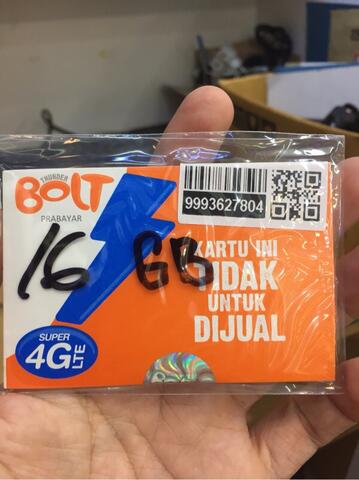 THUNDER
BOLT
PRABAYAR
9993627804
16 GB
KARTU INI
TIDAK
UNTUK
DIJUAL
SUPER
4G LTE